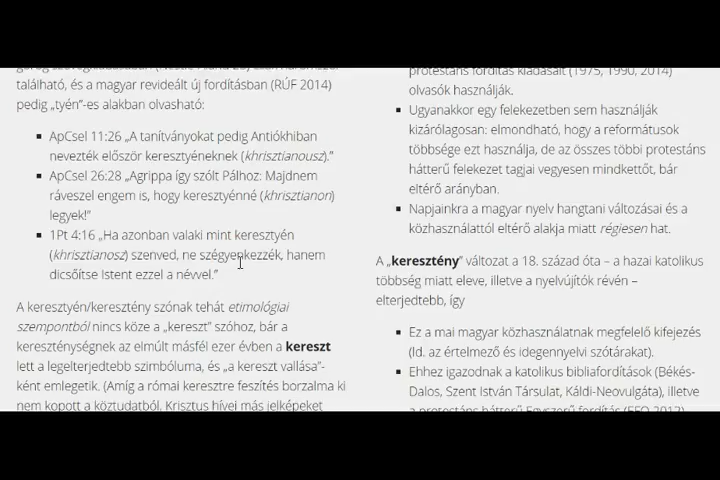 található, és a magyar revideált új fordításban (RÚF 2014)
pedig „tyén”-es alakban olvasható:
▪ ApCsel 11:26 „A tanítványokat pedig Antiókhiban
nevezték először keresztyéneknek (khrisztianousz).”
▪ ApCsel 26:28 „Agrippa így szólt Pálhoz: Majdnem
ráveszel engem is, hogy keresztyénné (khrisztianon)
legyek!”
▪ 1Pt 4:16 „Ha azonban valaki mint keresztyén
(khrisztianosz) szenved, ne szégyenkezzék, hanem
dicsőítse Istent ezzel a névvel.”
A keresztyén/keresztény szónak tehát etimológiai
szempontból nincs köze a „kereszt” szóhoz, bár a
kereszténységnek az elmúlt másfél ezer évben a kereszt
lett a legelterjedtebb szimbóluma, és „a kereszt vallása”-
ként emlegetik. (Amíg a római keresztre feszítés borzalma ki
nem kopott a köztudatból, Krisztus hívei más jelképeket
protestáns fordítás kiadásait (1975, 1990, 2014)
olvasók használják.
▪ Ugyanakkor egy felekezetben sem használják
kizárólagosan: elmondható, hogy a reformátusok
többsége ezt használja, de az összes többi protestáns
hátterű felekezet tagjai vegyesen mindkettőt, bár
eltérő arányban.
▪ Napjainkra a magyar nyelv hangtani változásai és a
közhasználattól eltérő alakja miatt régiesen hat.
A „keresztény” változat a 18. század óta – a hazai katolikus
többség miatt eleve, illetve a nyelvújítók révén –
elterjedtebb, így
▪ Ez a mai magyar közhasználatnak megfelelő kifejezés
(ld. az értelmező és idegennyelvi szótárakat).
▪ Ehhez igazodnak a katolikus bibliafordítások (Békés-
Dalos, Szent István Társulat, Káldi-Neovulgáta), illetve
a protestáns hátterű Egyszerű fordítás (EFO 2012)